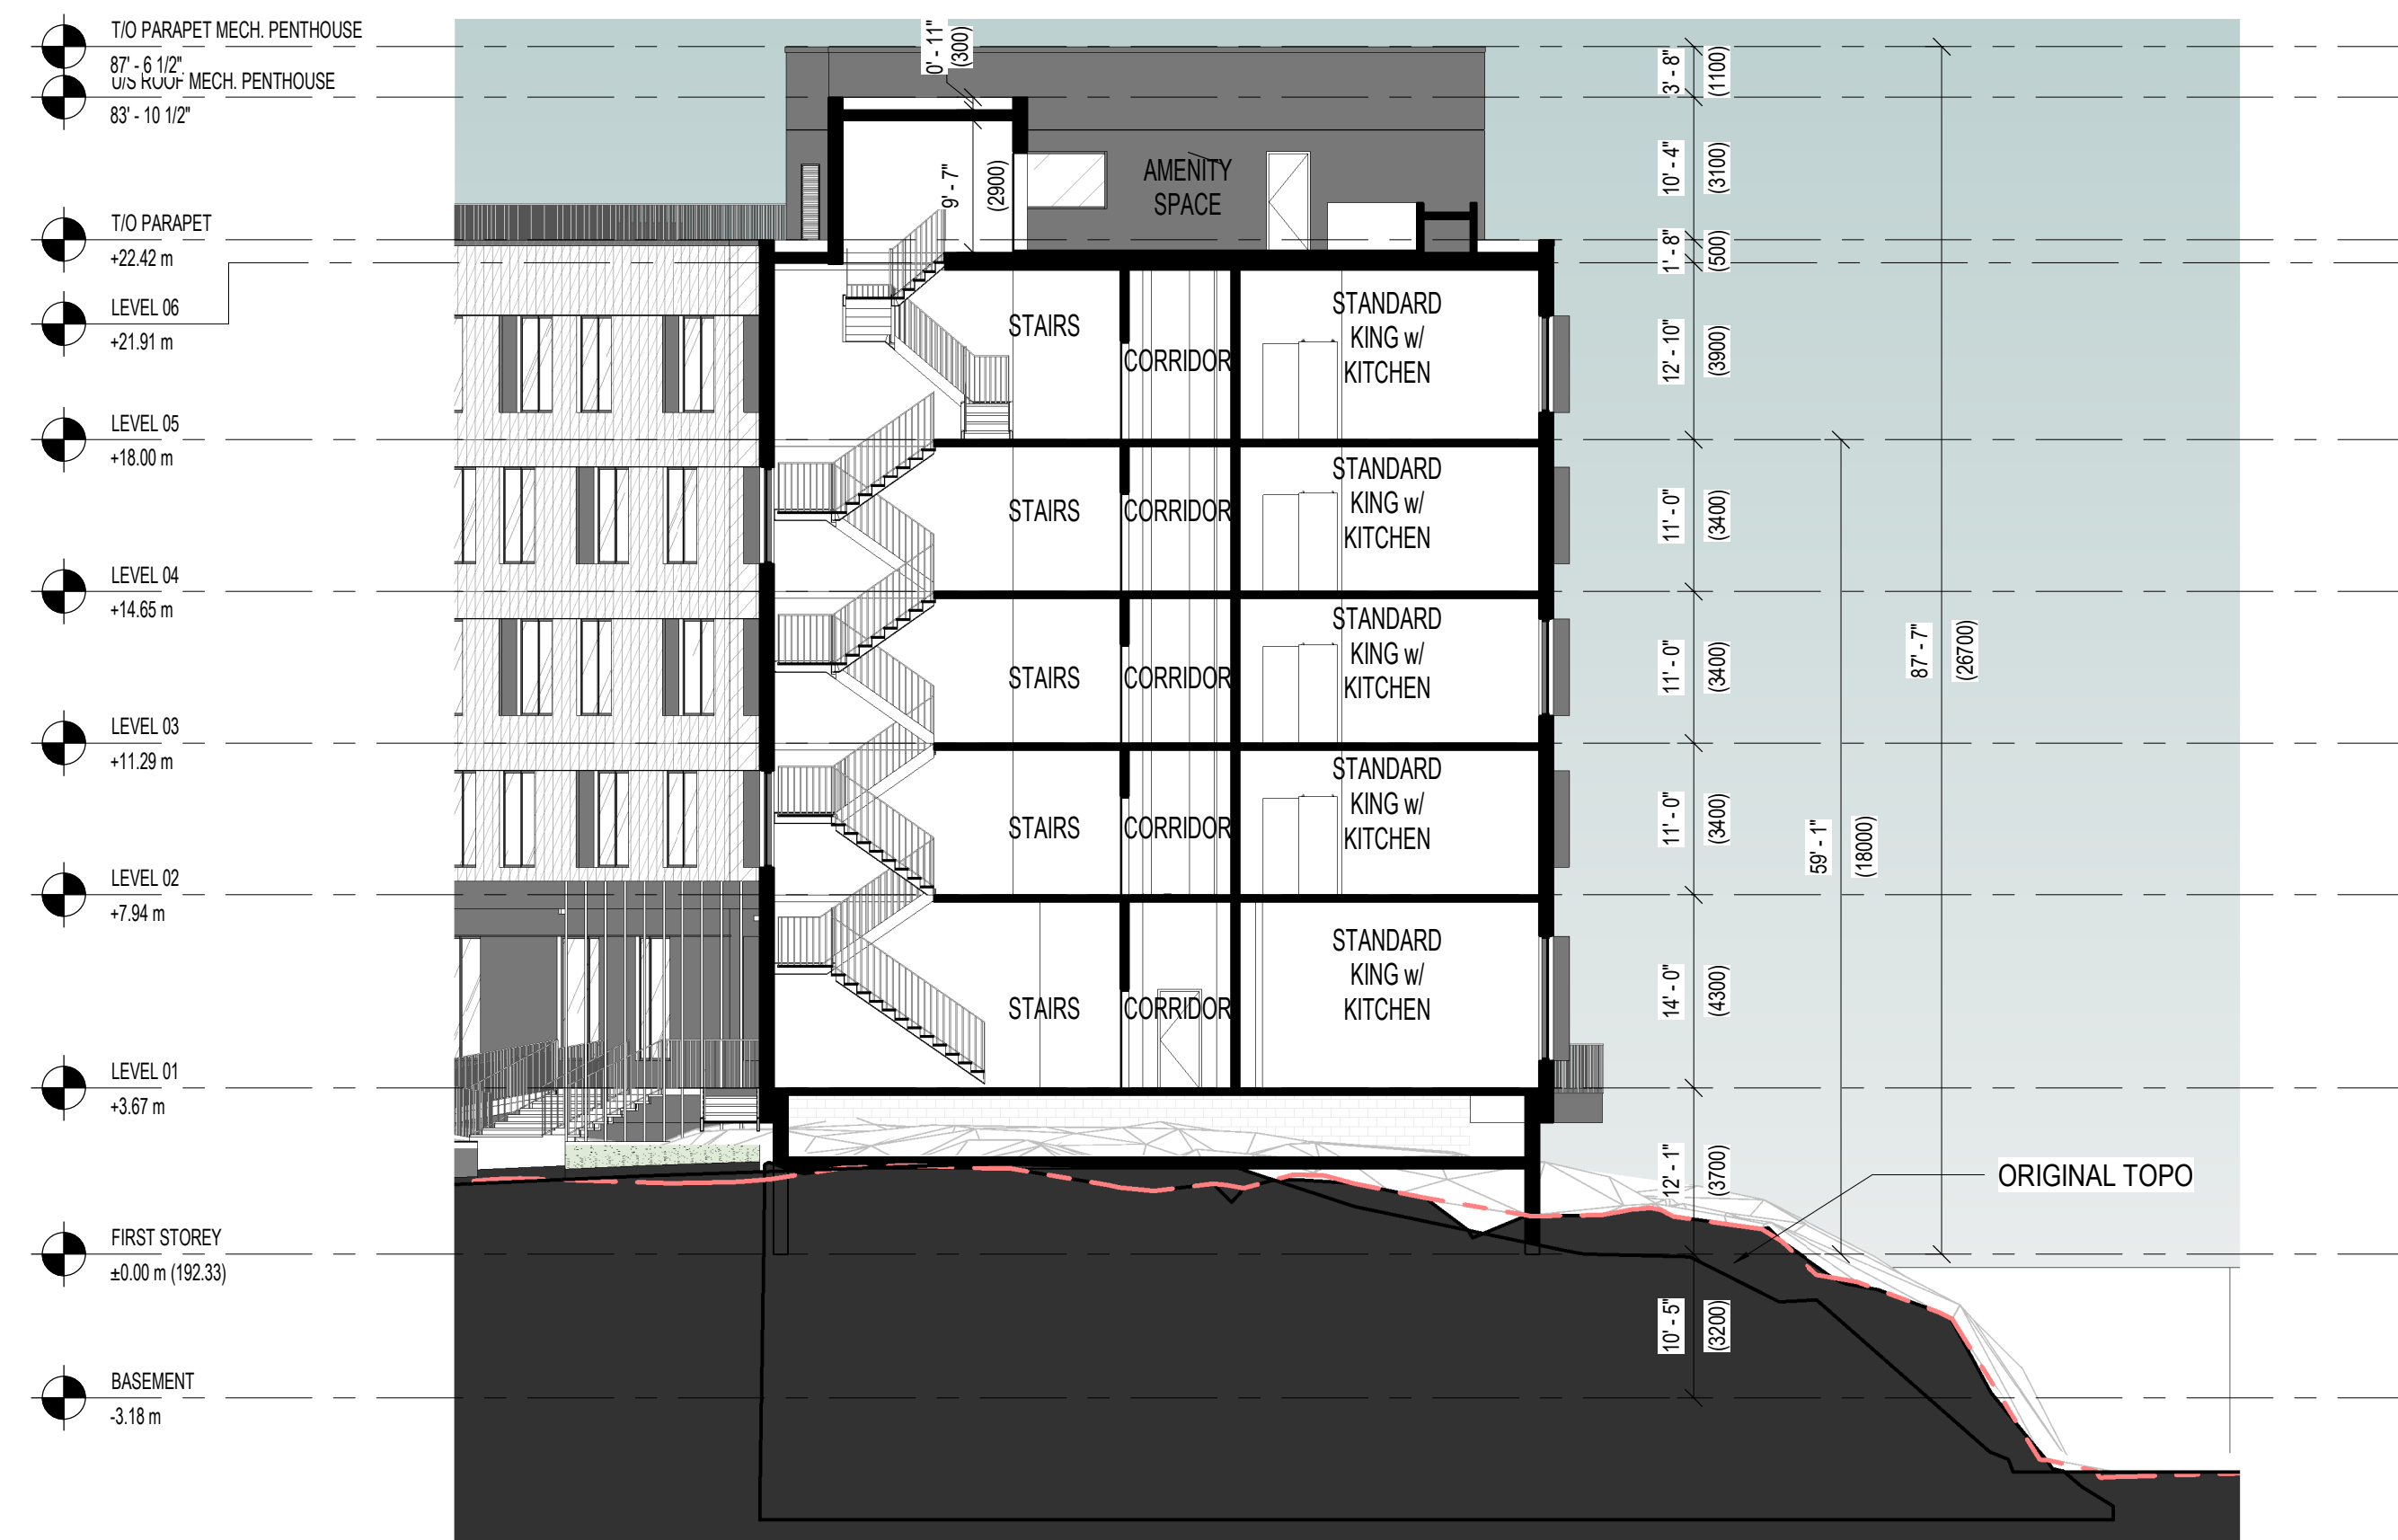 T/O PARAPET MECH. PENTHOUSE
87' - 6 1/2"
U/S ROOF MECH. PENTHOUSE
83' - 10 1/2"
T/O PARAPET
+22.42 m
LEVEL 06
+21.91 m
LEVEL 05
+18.00 m
LEVEL 04
+14.65 m
LEVEL 03
+11.29 m
LEVEL 02
+7.94 m
LEVEL 01
+3.67 m
FIRST STOREY
±0.00 m (192.33)
BASEMENT
-3.18 m
0' - 11"
(300)
9' - 7"
(2900)
AMENITY
SPACE
STAIRS
CORRIDOR
STANDARD
KING w/
KITCHEN
STAIRS
CORRIDOR
STANDARD
KING w/
KITCHEN
STAIRS
CORRIDOR
STANDARD
KING w/
KITCHEN
STAIRS
CORRIDOR
STANDARD
KING w/
KITCHEN
STAIRS
CORRIDOR
STANDARD
KING w/
KITCHEN
3' - 8"
(1100)
10' - 4"
(3100)
1' - 8"
(500)
12' - 10"
(3900)
11' - 0"
(3400)
11' - 0"
(3400)
11' - 0"
(3400)
14' - 0"
(4300)
12' - 1"
(3700)
10' - 5"
(3200)
59' - 1"
(18000)
87' - 7"
(26700)
ORIGINAL TOPO